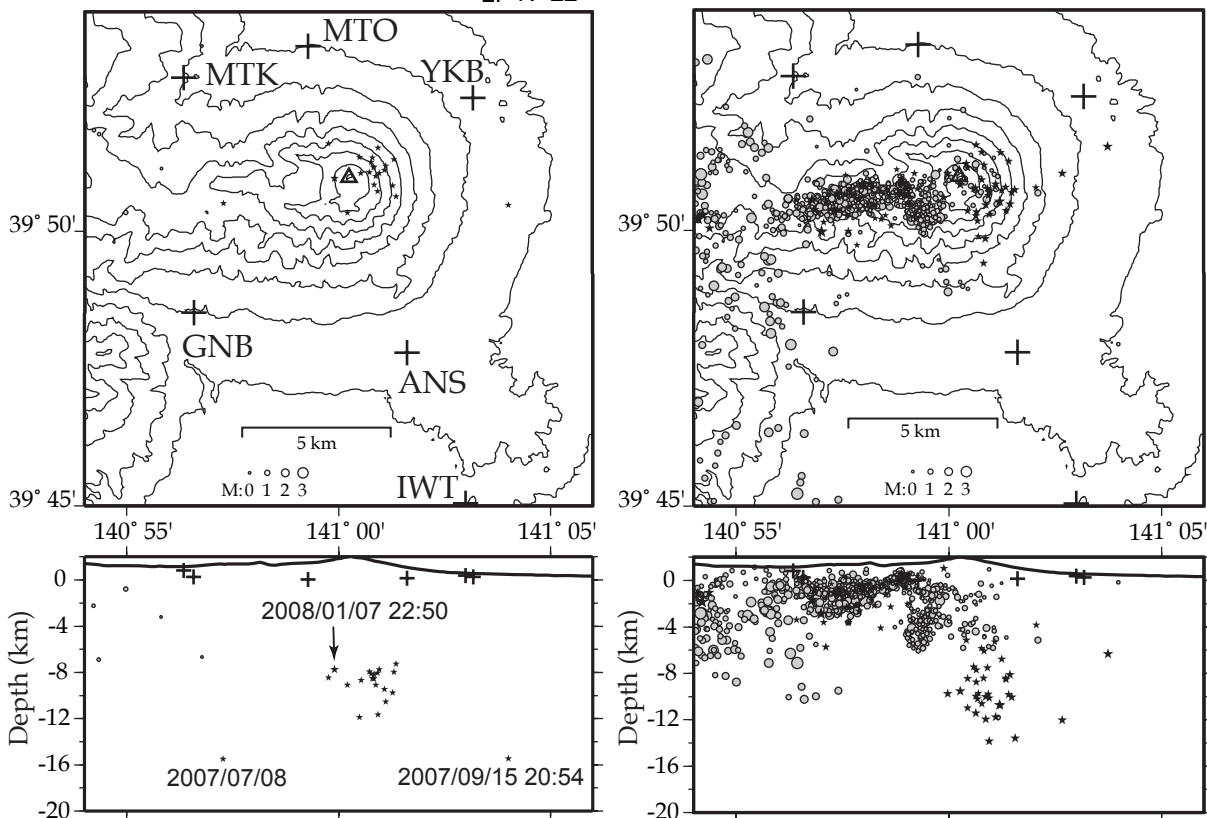 MTO
MTK
YKB
39° 50'
GNB
ANS
5 km
M:0 1 2 3
IWT
39° 45'
140° 55' 141° 00' 141° 05'
Depth (km)
0
-4
-8
-12
-16
-20
2008/01/07 22:50
2007/07/08
2007/09/15 20:54
39° 50'
5 km
M:0 1 2 3
39° 45'
140° 55' 141° 00' 141° 05'
Depth (km)
0
-4
-8
-12
-16
-20